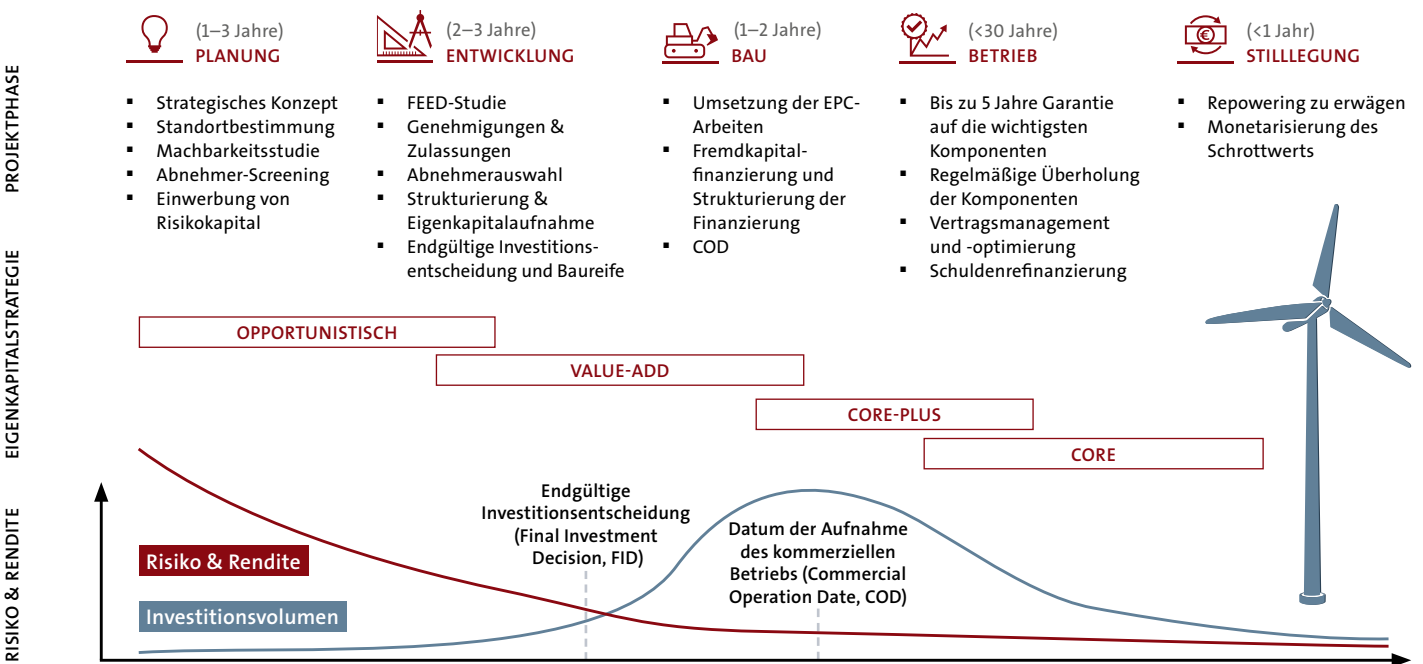 PROJEKTPHASE
(1–3 Jahre)
PLANUNG
▪ Strategisches Konzept
▪ Standortbestimmung
▪ Machbarkeitsstudie
▪ Abnehmer-Screening
▪ Einwerbung von
Risikokapital
(2–3 Jahre)
ENTWICKLUNG
▪ FEED-Studie
▪ Genehmigungen &
Zulassungen
▪ Abnehmerauswahl
▪ Strukturierung &
Eigenkapitalaufnahme
▪ Endgültige Investitions-
entscheidung und Baureife
(1–2 Jahre)
BAU
▪ Umsetzung der EPC-
Arbeiten
▪ Fremdkapital-
finanzierung und
Strukturierung der
Finanzierung
▪ COD
(<30 Jahre)
BETRIEB
▪ Bis zu 5 Jahre Garantie
auf die wichtigsten
Komponenten
▪ Regelmäßige Überholung
der Komponenten
▪ Vertragsmanagement
und -optimierung
▪ Schuldenrefinanzierung
€
(<1 Jahr)
STILLLEGUNG
▪ Repowering zu erwägen
▪ Monetarisierung des
Schrottwerts
EIGENKAPITALSTRATEGIE
OPPORTUNISTISCH
VALUE-ADD
CORE-PLUS
CORE
RISIKO & RENDITE
Risiko & Rendite
Investitionsvolumen
Endgültige
Investitionsentscheidung
(Final Investment
Decision, FID)
Datum der Aufnahme
des kommerziellen
Betriebs (Commercial
Operation Date, COD)